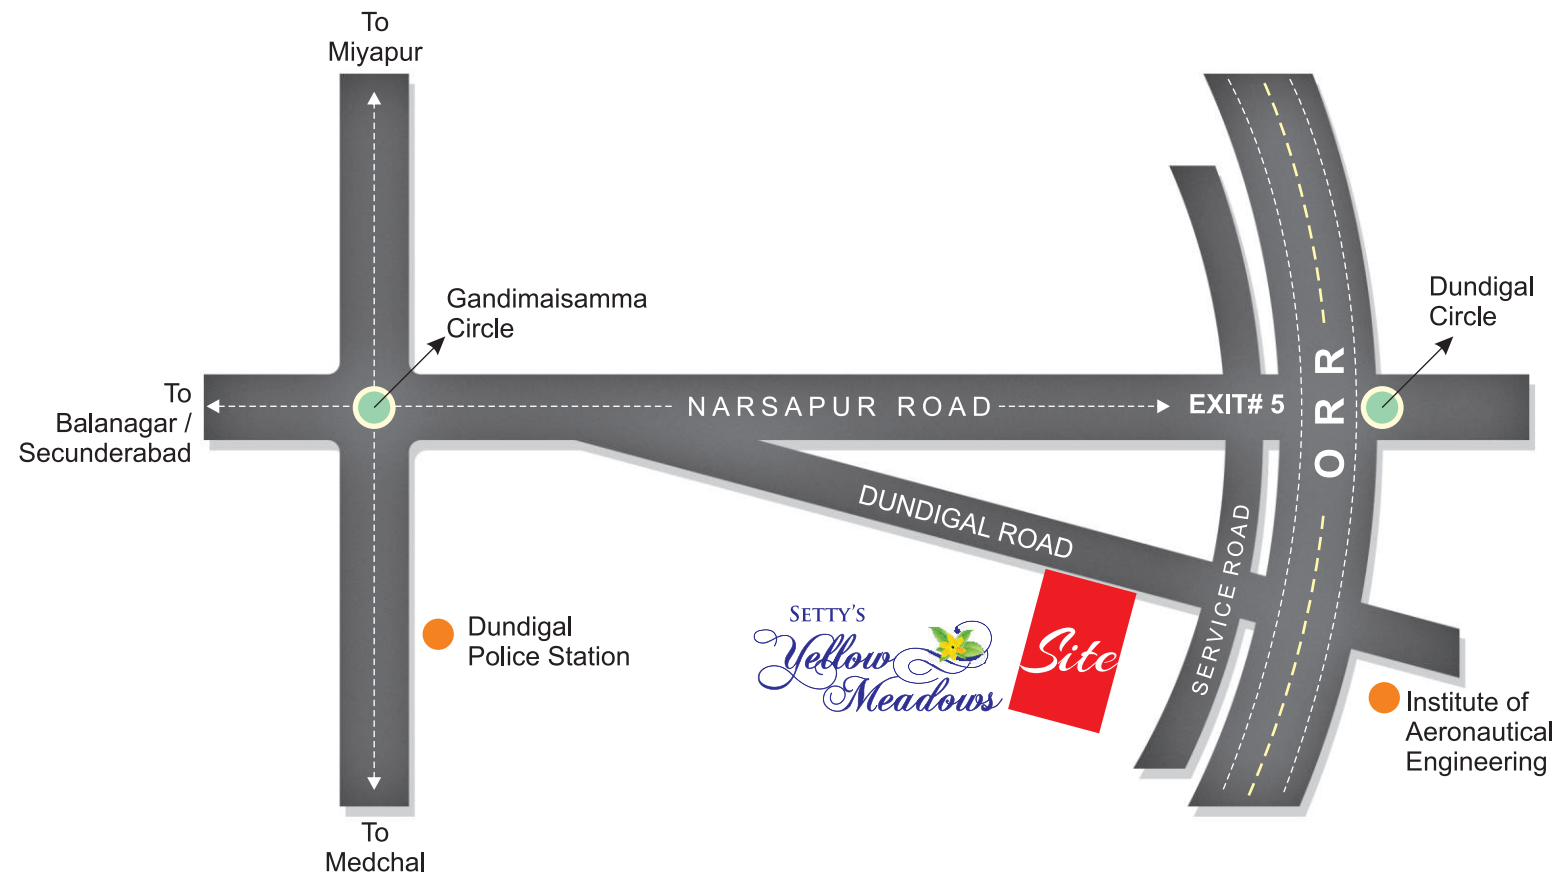 To
Miyapur
Gandimaisamma
Circle
Dundigal
Circle
To
Balanagar /
Secunderabad
NARSAPUR ROAD
EXIT# 5
ORR
DUNDIGAL ROAD
SERVICE ROAD
SETTY'S
Yellow
Meadows
Site
Dundigal
Police Station
Institute of
Aeronautical
Engineering
To
Medchal